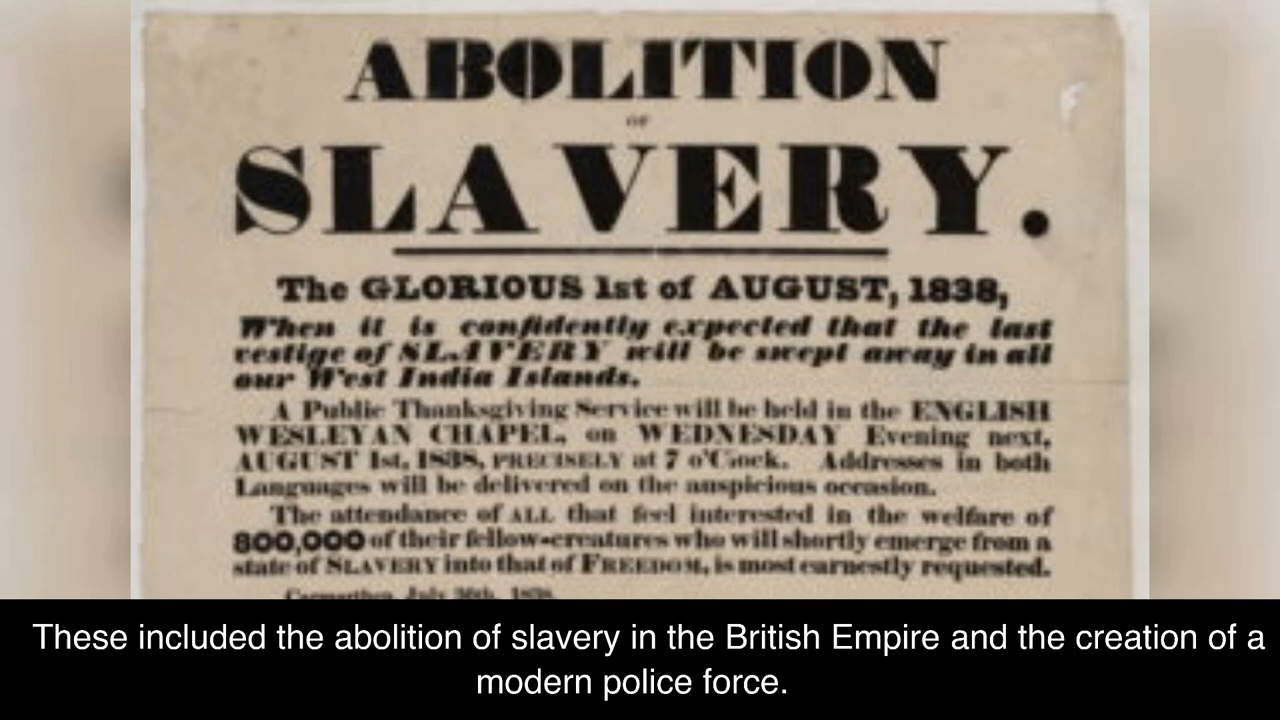 ABOLITION
OF
SLAVERY.
The GLORIOUS 1st of AUGUST, 1838,
When it is confidently expected that the last
vestige of SLAVERY will be swept away in all
our West India Islands.
A Public Thanksgiving Service will be held in the ENGLISH
WESLEYAN CHAPEL, on WEDNESDAY Evening next,
AUGUST 1st, 1838, PRECISELY at 7 o'Clock. Addresses in both
Languages will be delivered on the auspicious occasion.
The attendance of ALL that feel interested in the welfare of
800,000 of their fellow-creatures who will shortly emerge from a
state of SLAVERY into that of FREEDOM, is most earnestly requested.
Carmarthen, July 1838.
These included the abolition of slavery in the British Empire and the creation of a
modern police force.